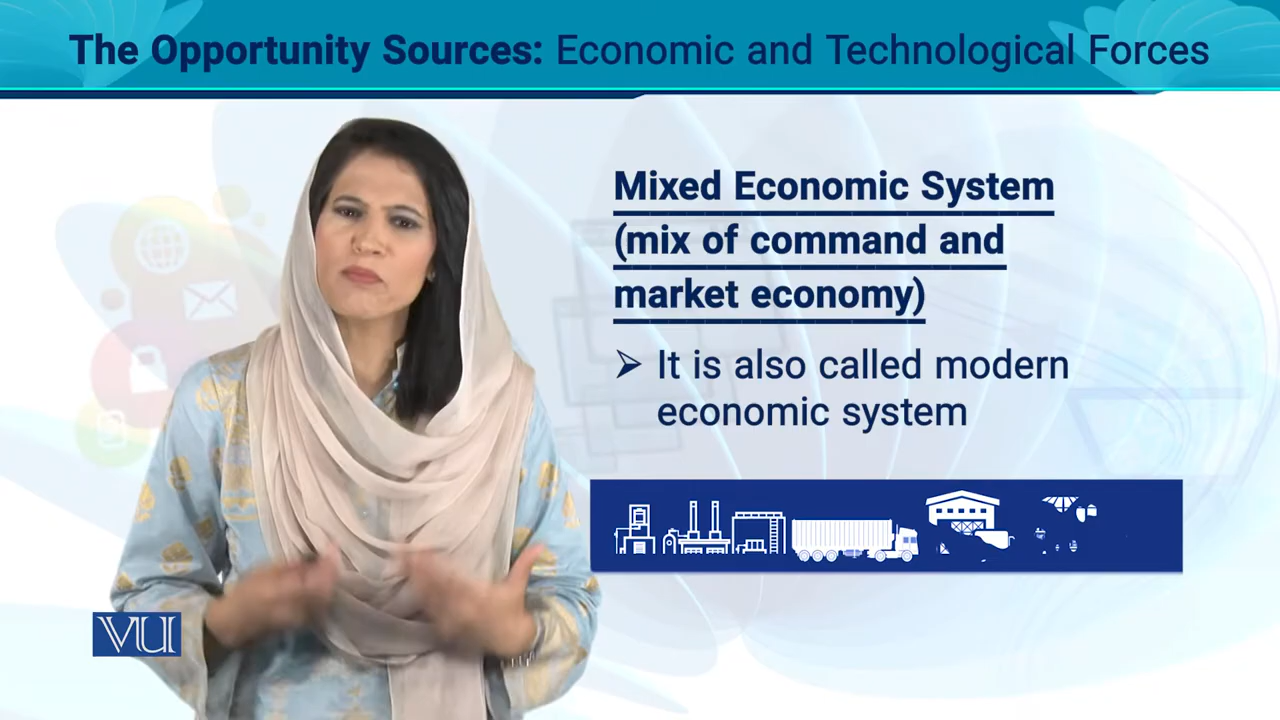 The Opportunity Sources: Economic and Technological Forces
Mixed Economic System
(mix of command and
market economy)
➢ It is also called modern
economic system
VU